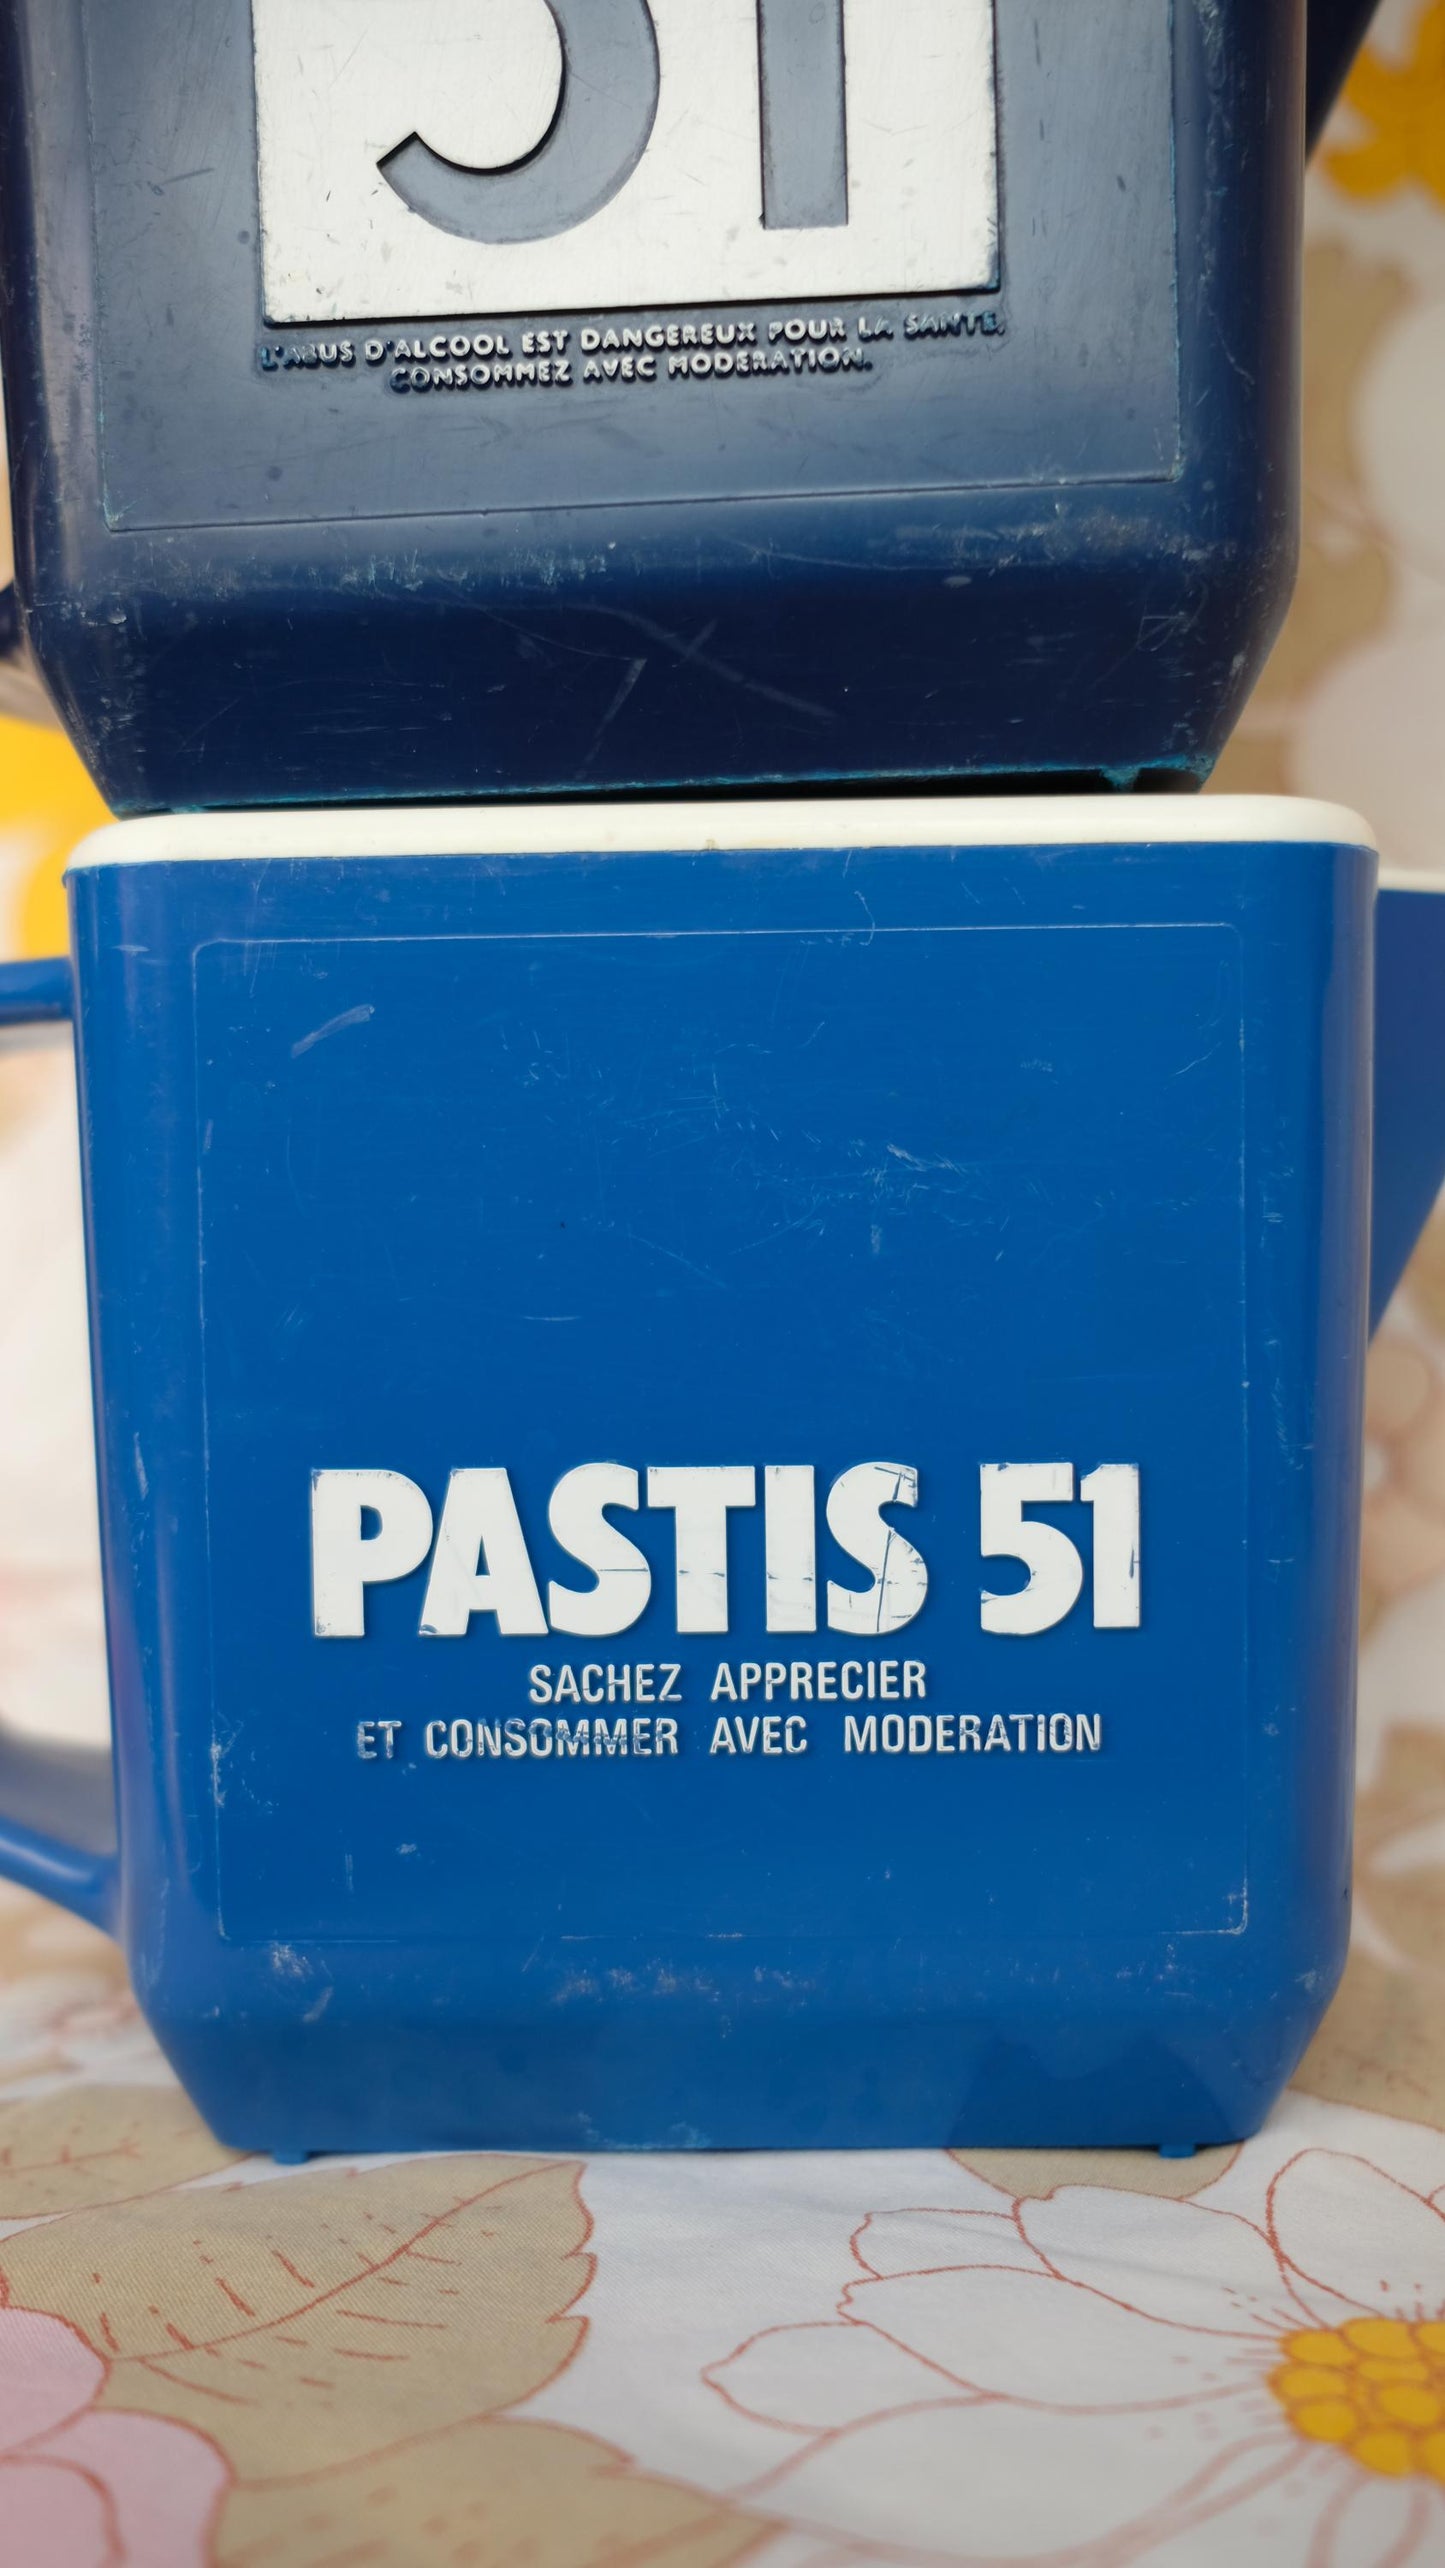 51
L'ABUS D'ALCOOL EST DANGEREUX POUR LA SANTE.
CONSOMMEZ AVEC MODERATION.
PASTIS 51
SACHEZ APPRECIER
ET CONSOMMER AVEC MODERATION